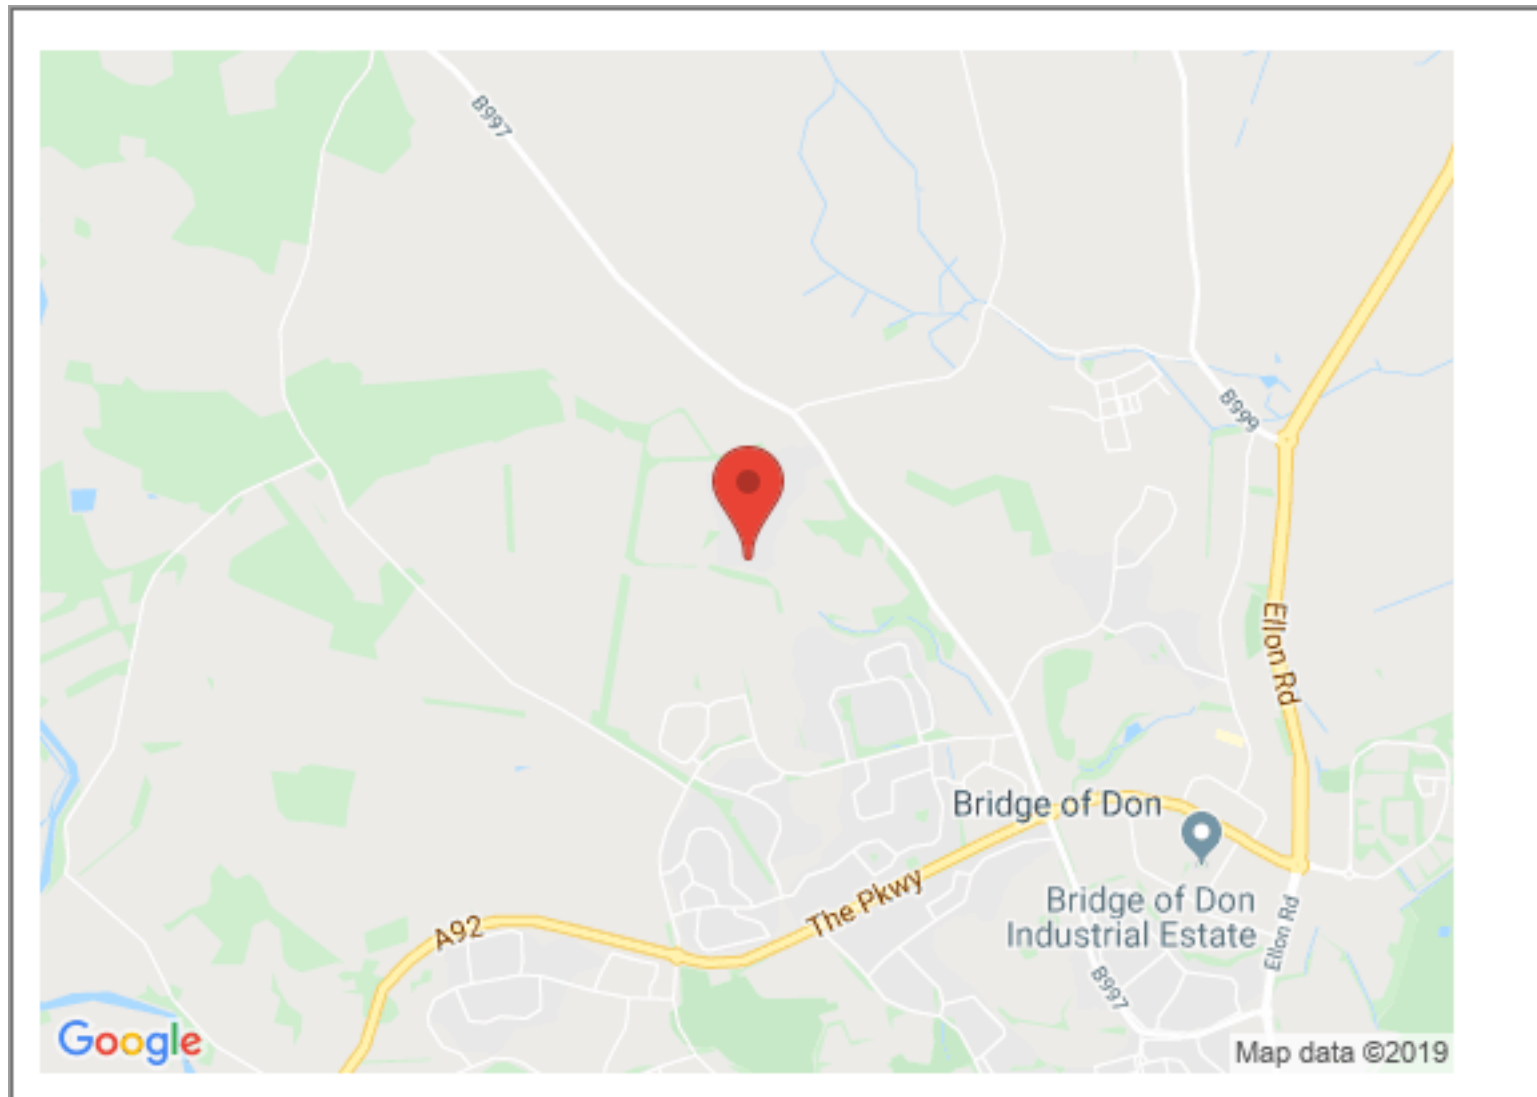 B997
B999
Ellon Rd
Bridge of Don
The Pkwy
Bridge of Don
Industrial Estate
A92
Ellon Rd
B997
Google
Map data ©2019